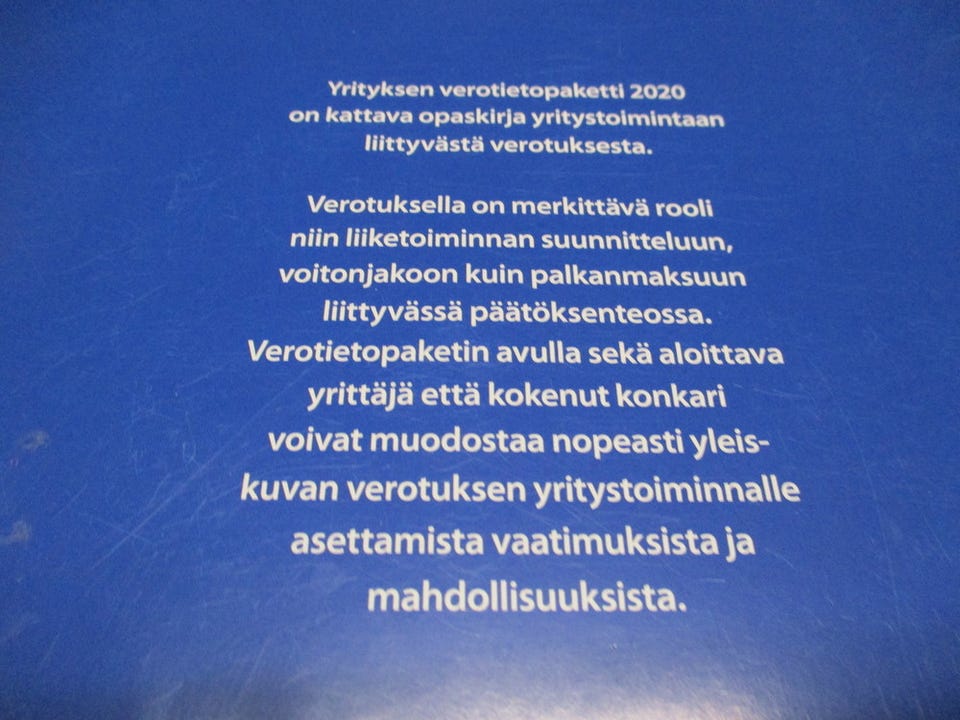 Yrityksen verotietopaketti 2020
on kattava opaskirja yritystoimintaan
liittyvästä verotuksesta.
Verotuksella on merkittävä rooli
niin liiketoiminnan suunnitteluun,
voitonjakoon kuin palkanmaksuun
liittyvässä päätöksenteossa.
Verotietopaketin avulla sekä aloittava
yrittäjä että kokenut konkari
voivat muodostaa nopeasti yleis-
kuvan verotuksen yritystoiminnalle
asettamista vaatimuksista ja
mahdollisuuksista.